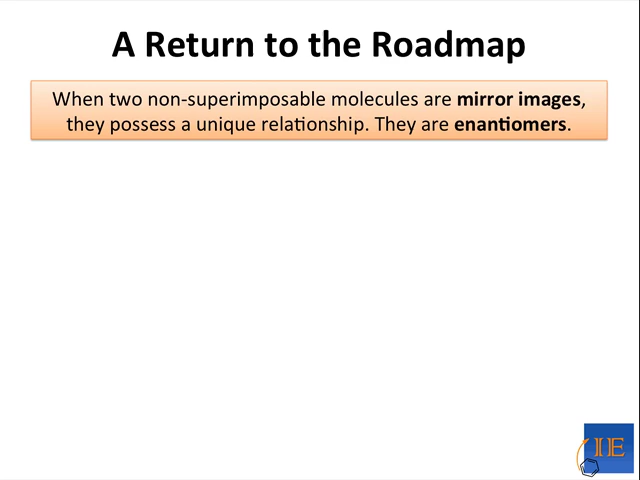 A Return to the Roadmap
When two non-superimposable molecules are mirror images,
they possess a unique relationship. They are enantiomers.
IE